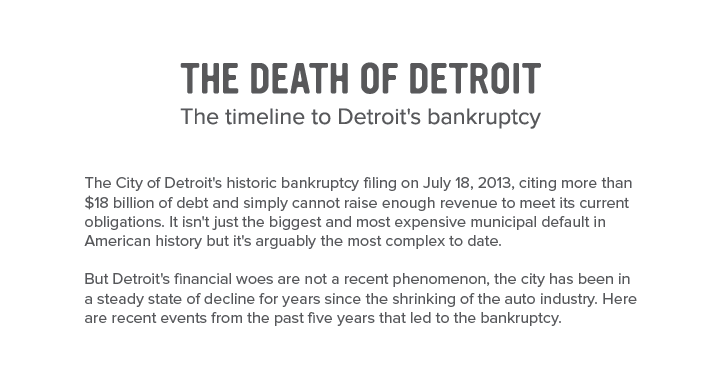 THE DEATH OF DETROIT
The timeline to Detroit's bankruptcy
The City of Detroit's historic bankruptcy filing on July 18, 2013, citing more than
$18 billion of debt and simply cannot raise enough revenue to meet its current
obligations. It isn't just the biggest and most expensive municipal default in
American history but it's arguably the most complex to date.
But Detroit's financial woes are not a recent phenomenon, the city has been in
a steady state of decline for years since the shrinking of the auto industry. Here
are recent events from the past five years that led to the bankruptcy.